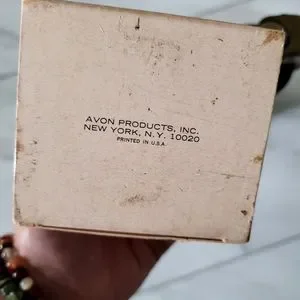 AVON PRODUCTS, INC.
NEW YORK, N. Y. 10020
PRINTED IN U.S.A.